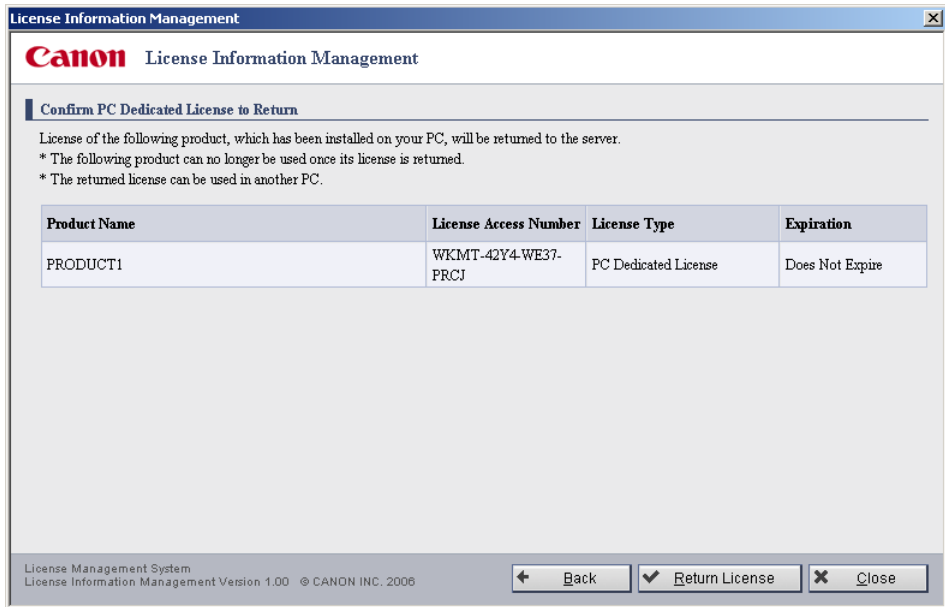 License Information Management
Canon License Information Management
Confirm PC Dedicated License to Return
License of the following product, which has been installed on your PC, will be returned to the server.
* The following product can no longer be used once its license is returned.
* The returned license can be used in another PC.
Product Name License Access Number License Type Expiration
PRODUCT1 WKMT-42Y4-WE37-PRCJ PC Dedicated License Does Not Expire
License Management System
License Information Management Version 1.00 © CANON INC. 2006
Back Return License Close